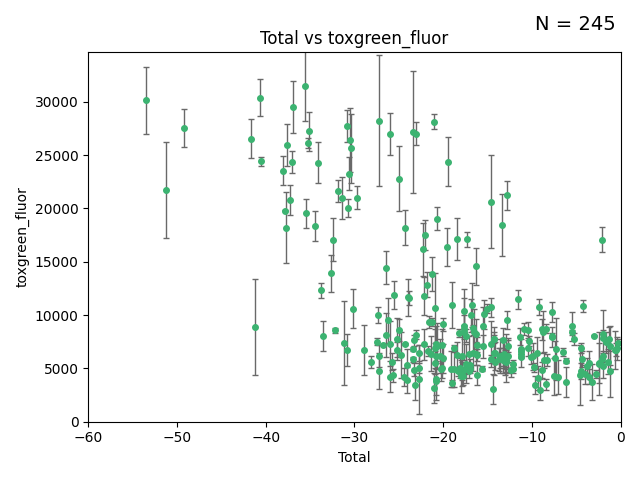 N = 245
Total vs toxgreen_fluor
toxgreen_fluor
30000
25000
20000
15000
10000
5000
0
−60 −50 −40 −30 −20 −10 0
Total